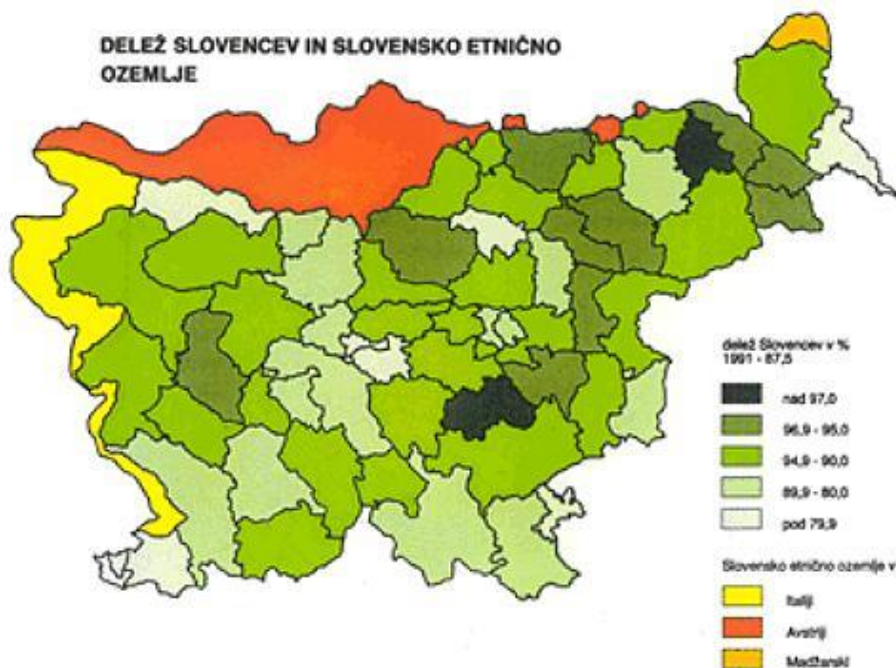 DELEŽ SLOVENCEV IN SLOVENSKO ETNIČNO
OZEMLJE
delež Slovencev v %
1991 - 87,5
nad 97,0
96,9 - 95,0
94,9 - 90,0
89,9 - 80,0
pod 79,9
Slovensko etnično ozemlje v
Italiji
Avstriji
Madžarski